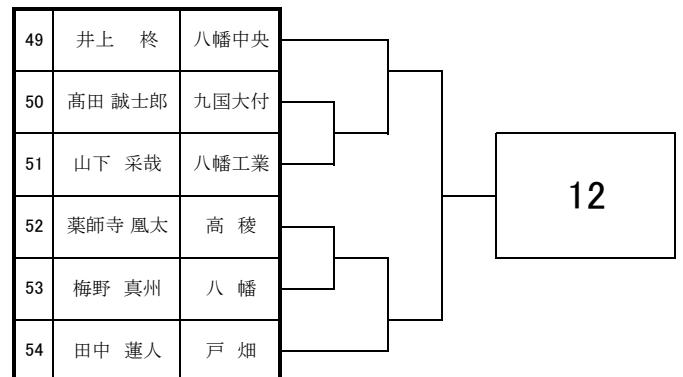 49 井上 柊 八幡中央
50 髙田 誠士郎 九国大付
51 山下 采哉 八幡工業
52 薬師寺 凰太 高 稜
53 梅野 真州 八 幡
54 田中 蓮人 戸 畑
12